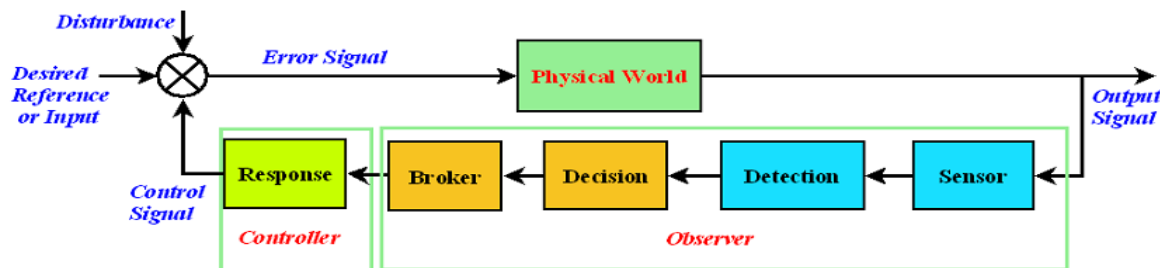 Disturbance
Error Signal
Physical World
Desired
Reference
or Input
Output
Signal
Response
Broker
Decision
Detection
Sensor
Control
Signal
Controller
Observer